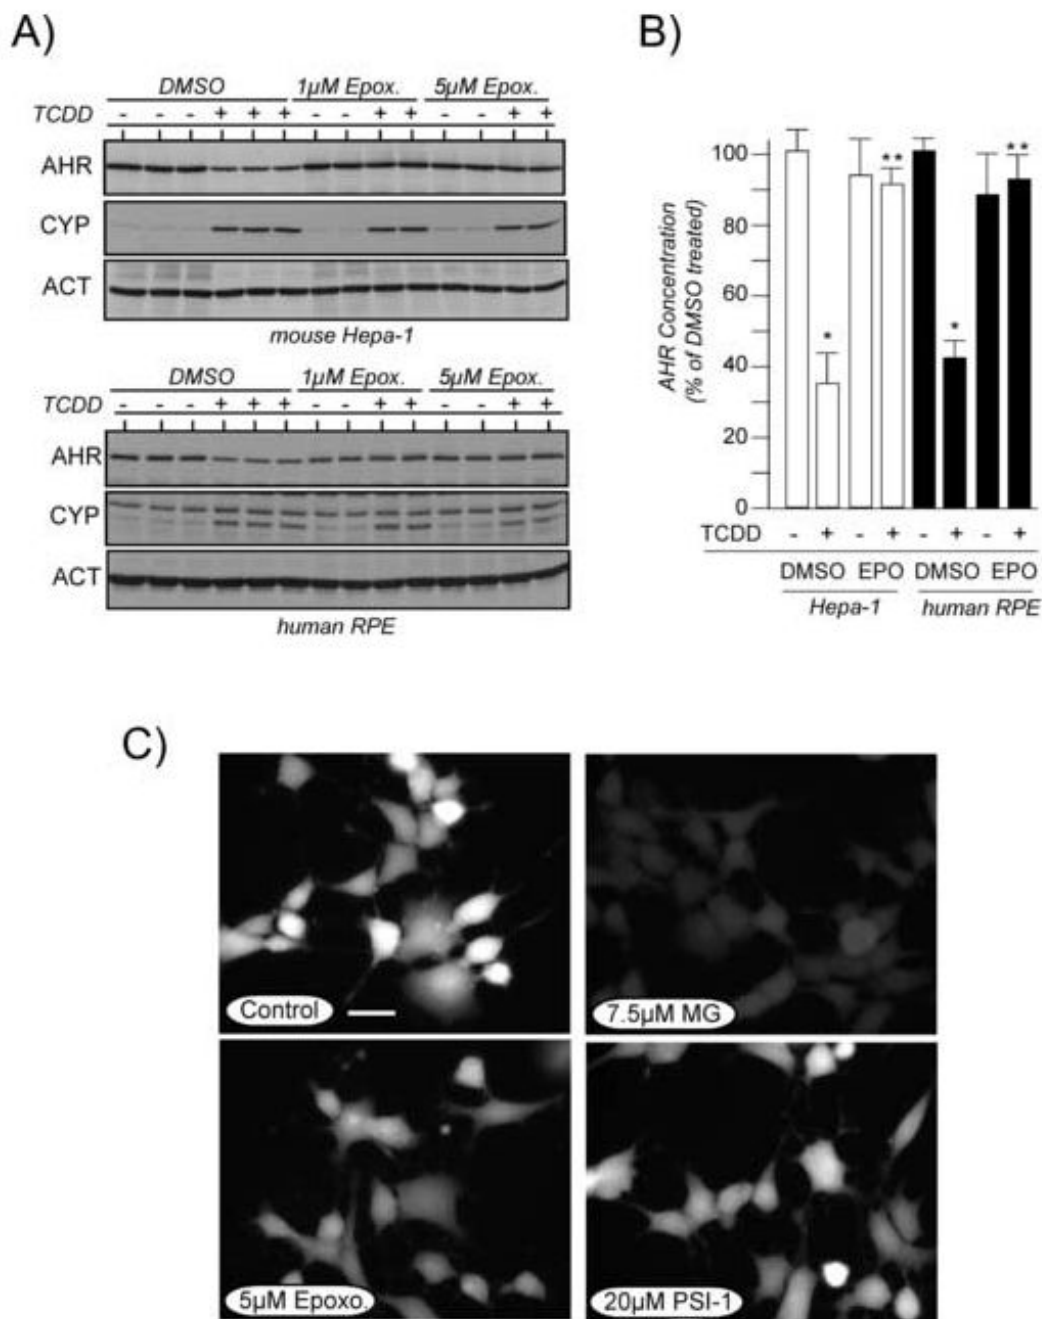 A)
DMSO 1µM Epox. 5µM Epox.
TCDD - - - + + + - - + + - - + +
AHR
CYP
ACT
mouse Hepa-1
DMSO 1µM Epox. 5µM Epox.
TCDD - - - + + + - - + + - - + +
AHR
CYP
ACT
human RPE
B)
AHR Concentration
(% of DMSO treated)
100
80
60
40
20
0
* ** * **
TCDD - + - + - + - +
DMSO EPO DMSO EPO
Hepa-1 human RPE
C)
Control
7.5µM MG
5µM Epoxo.
20µM PSI-1